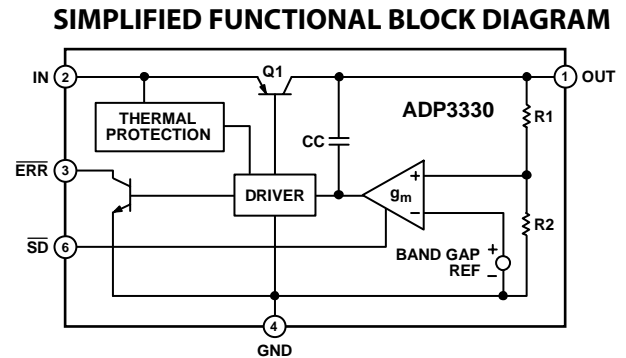 SIMPLIFIED FUNCTIONAL BLOCK DIAGRAM
IN 2
Q1
1 OUT
THERMAL
PROTECTION
CC
ADP3330
R1
ERR 3
DRIVER
gm
+
−
R2
SD 6
BAND GAP
REF
+
−
4
GND